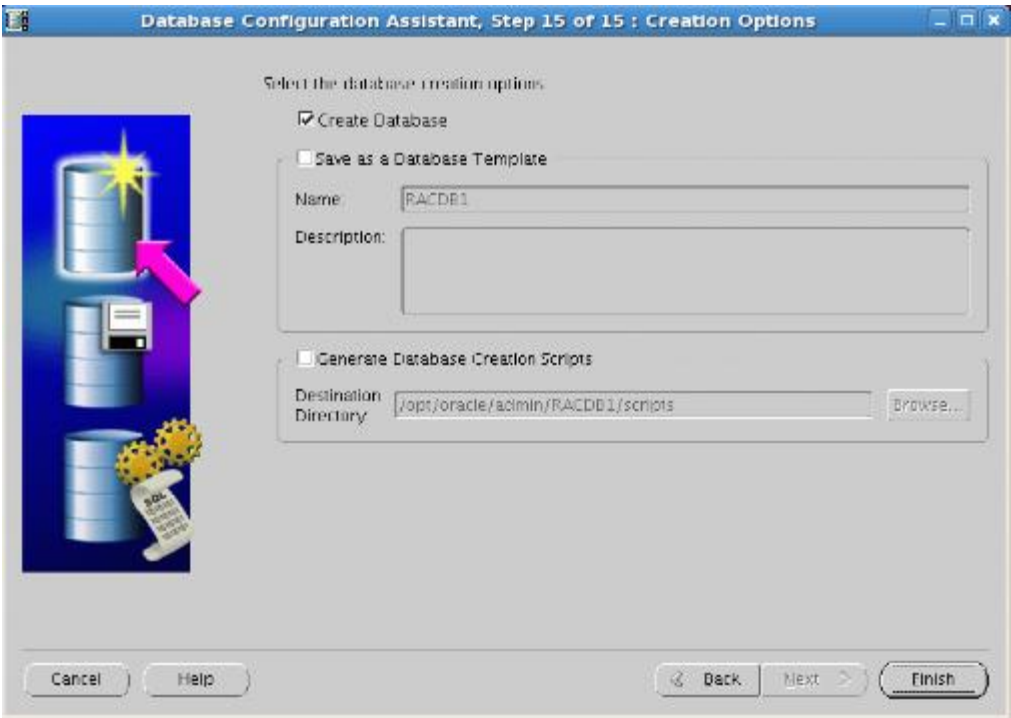 Database Configuration Assistant, Step 15 of 15 : Creation Options
Select the database creation options
Create Database
Save as a Database Template
Name:
RACDB1
Description:
Generate Database Creation Scripts
Destination
Directory:
/opt/oracle/admin/RACDB1/scripts
Browse...
SQL
Cancel
Help
Back
Next
Finish